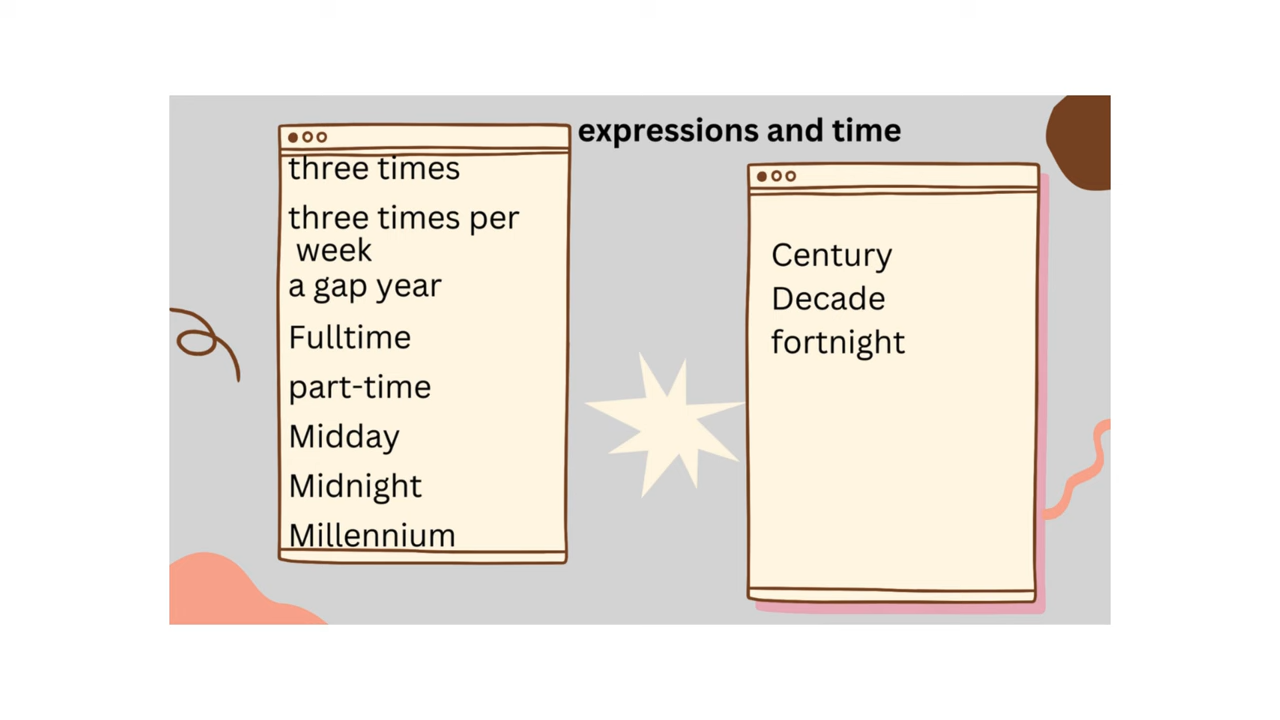 expressions and time
three times
three times per
week
a gap year
Fulltime
part-time
Midday
Midnight
Millennium
Century
Decade
fortnight